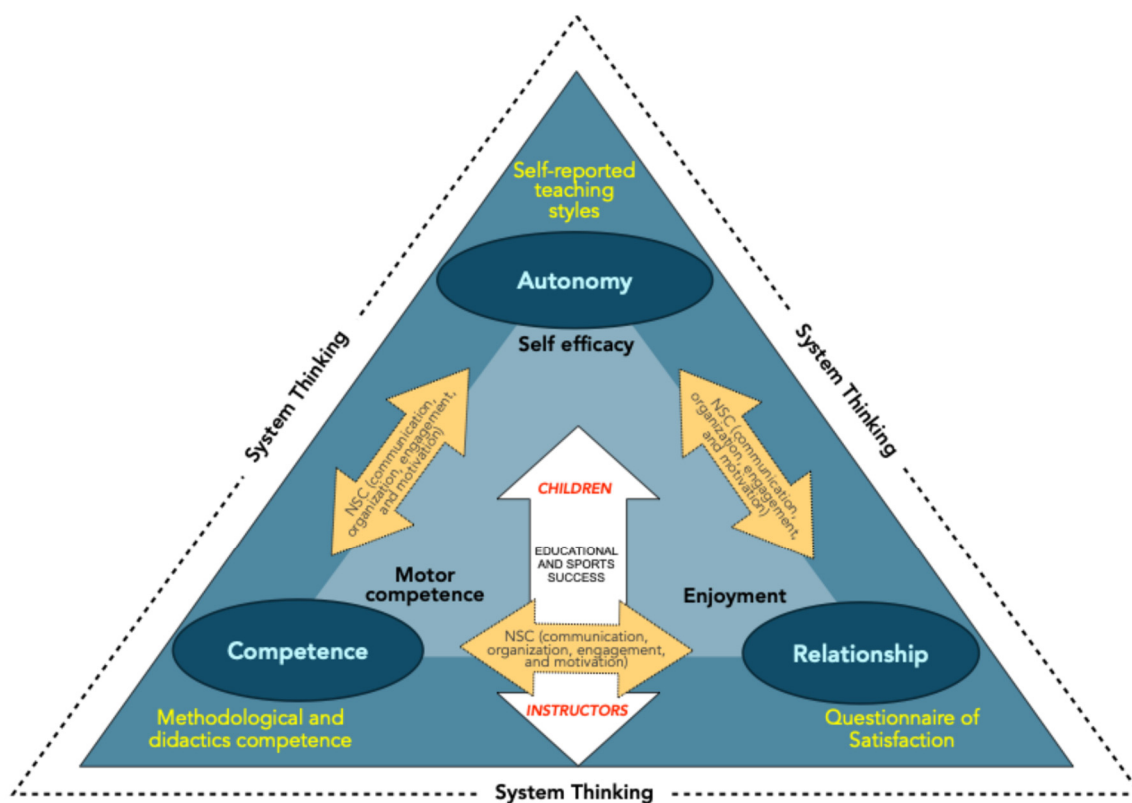 Self-reported
teaching
styles
Autonomy
Self efficacy
System Thinking
System Thinking
NSC (communication,
organization, engagement,
and motivation)
NSC (communication,
organization, engagement,
and motivation)
CHILDREN
EDUCATIONAL
AND SPORTS
SUCCESS
Motor
competence
Enjoyment
NSC (communication,
organization, engagement,
and motivation)
Competence
Relationship
INSTRUCTORS
Methodological and
didactics competence
Questionnaire of
Satisfaction
System Thinking